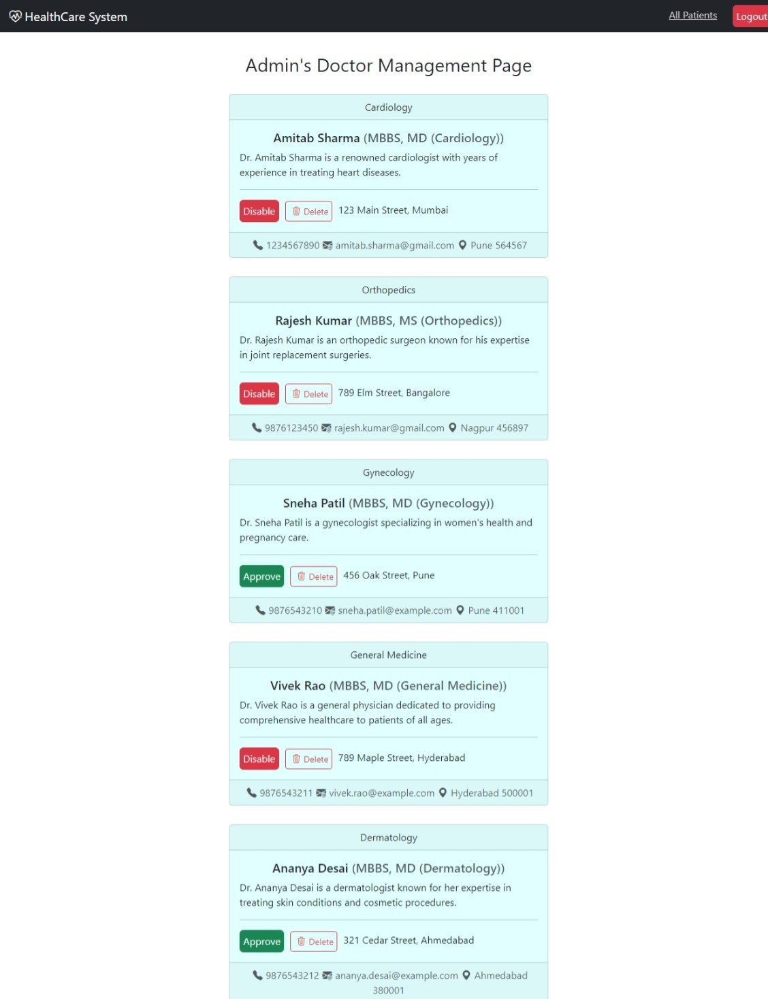 HealthCare System
All Patients
Logout
Admin's Doctor Management Page
Cardiology
Amitab Sharma (MBBS, MD (Cardiology))
Dr. Amitab Sharma is a renowned cardiologist with years of
experience in treating heart diseases.
Disable Delete 123 Main Street, Mumbai
1234567890 amitab.sharma@gmail.com Pune 564567
Orthopedics
Rajesh Kumar (MBBS, MS (Orthopedics))
Dr. Rajesh Kumar is an orthopedic surgeon known for his expertise
in joint replacement surgeries.
Disable Delete 789 Elm Street, Bangalore
9876123450 rajesh.kumar@gmail.com Nagpur 456897
Gynecology
Sneha Patil (MBBS, MD (Gynecology))
Dr. Sneha Patil is a gynecologist specializing in women's health and
pregnancy care.
Approve Delete 456 Oak Street, Pune
9876543210 sneha.patil@example.com Pune 411001
General Medicine
Vivek Rao (MBBS, MD (General Medicine))
Dr. Vivek Rao is a general physician dedicated to providing
comprehensive healthcare to patients of all ages.
Disable Delete 789 Maple Street, Hyderabad
9876543211 vivek.rao@example.com Hyderabad 500001
Dermatology
Ananya Desai (MBBS, MD (Dermatology))
Dr. Ananya Desai is a dermatologist known for her expertise in
treating skin conditions and cosmetic procedures.
Approve Delete 321 Cedar Street, Ahmedabad
9876543212 ananya.desai@example.com Ahmedabad
380001